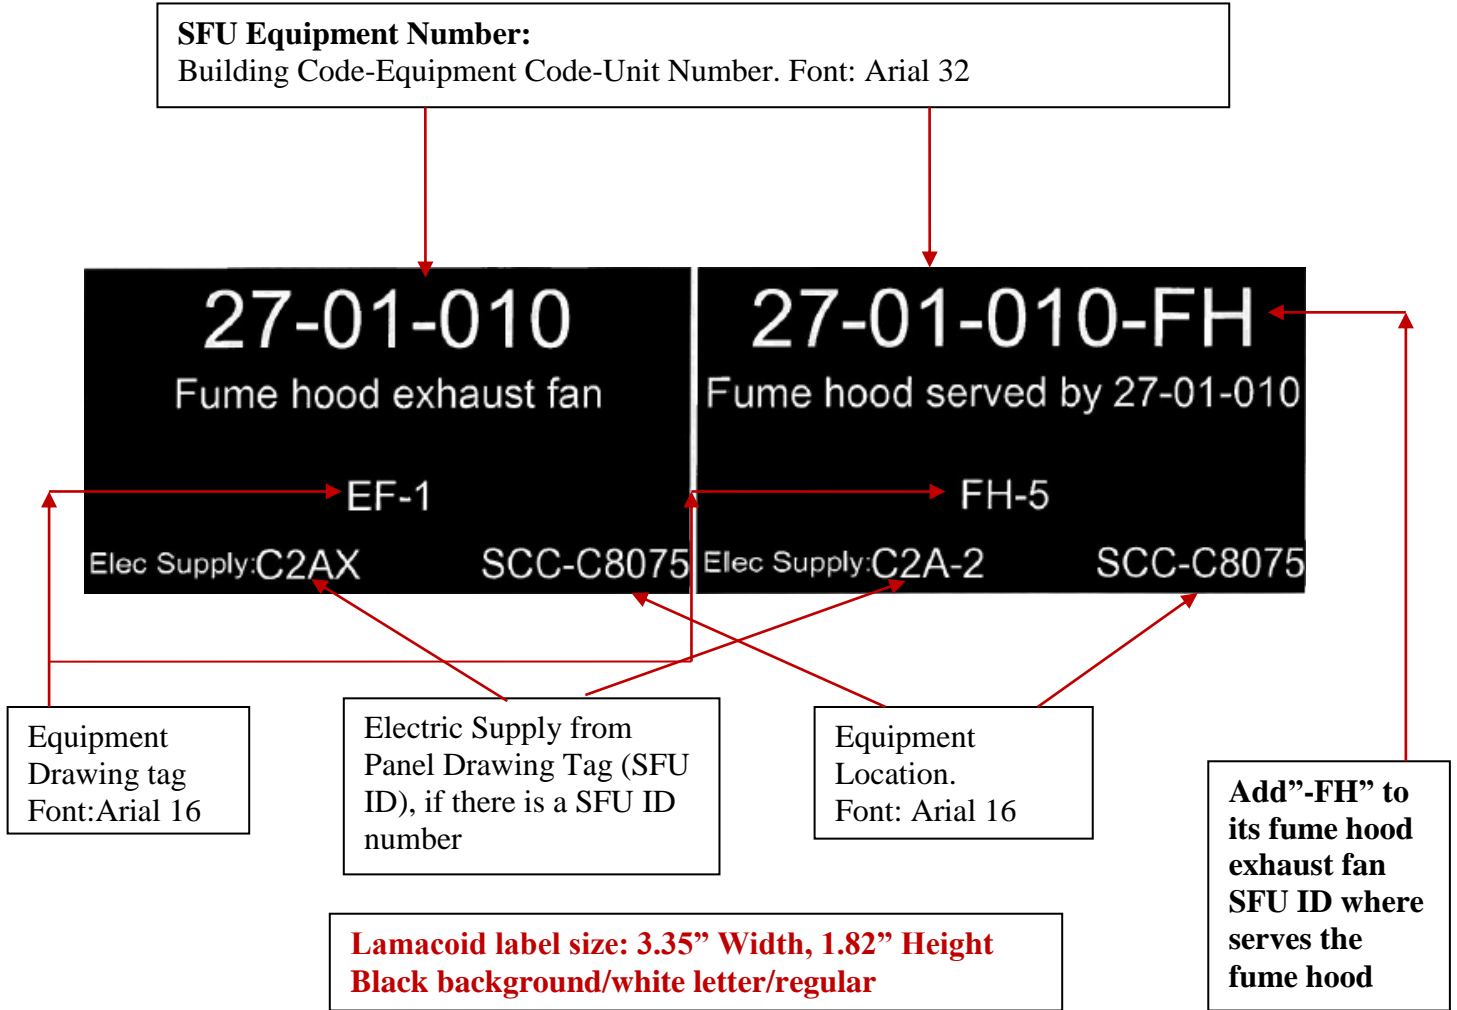 SFU Equipment Number:
Building Code-Equipment Code-Unit Number. Font: Arial 32
27-01-010
Fume hood exhaust fan
EF-1
Elec Supply:C2AX SCC-C8075
27-01-010-FH
Fume hood served by 27-01-010
FH-5
Elec Supply:C2A-2 SCC-C8075
Equipment
Drawing tag
Font:Arial 16
Electric Supply from
Panel Drawing Tag (SFU
ID), if there is a SFU ID
number
Equipment
Location.
Font: Arial 16
Add”-FH” to
its fume hood
exhaust fan
SFU ID where
serves the
fume hood
Lamacoid label size: 3.35” Width, 1.82” Height
Black background/white letter/regular